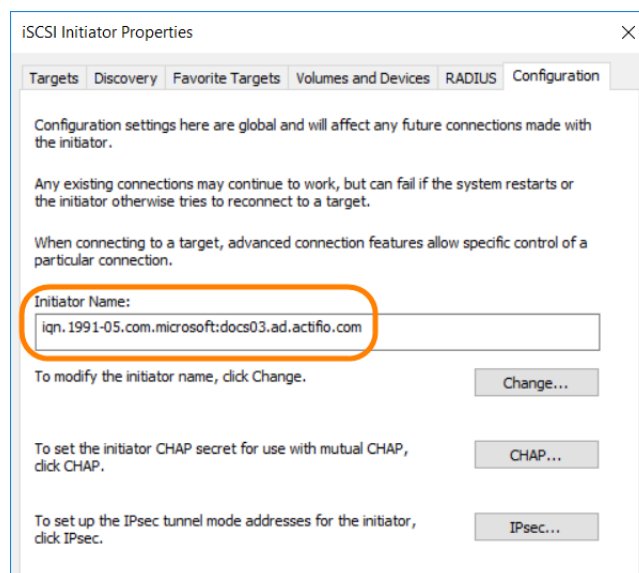 iSCSI Initiator Properties
Targets Discovery Favorite Targets Volumes and Devices RADIUS Configuration
Configuration settings here are global and will affect any future connections made with
the initiator.
Any existing connections may continue to work, but can fail if the system restarts or
the initiator otherwise tries to reconnect to a target.
When connecting to a target, advanced connection features allow specific control of a
particular connection.
Initiator Name:
iqn.1991-05.com.microsoft:docs03.ad.actifio.com
To modify the initiator name, click Change.
Change...
To set the initiator CHAP secret for use with mutual CHAP,
click CHAP.
CHAP...
To set up the IPsec tunnel mode addresses for the initiator,
click IPsec.
IPsec...